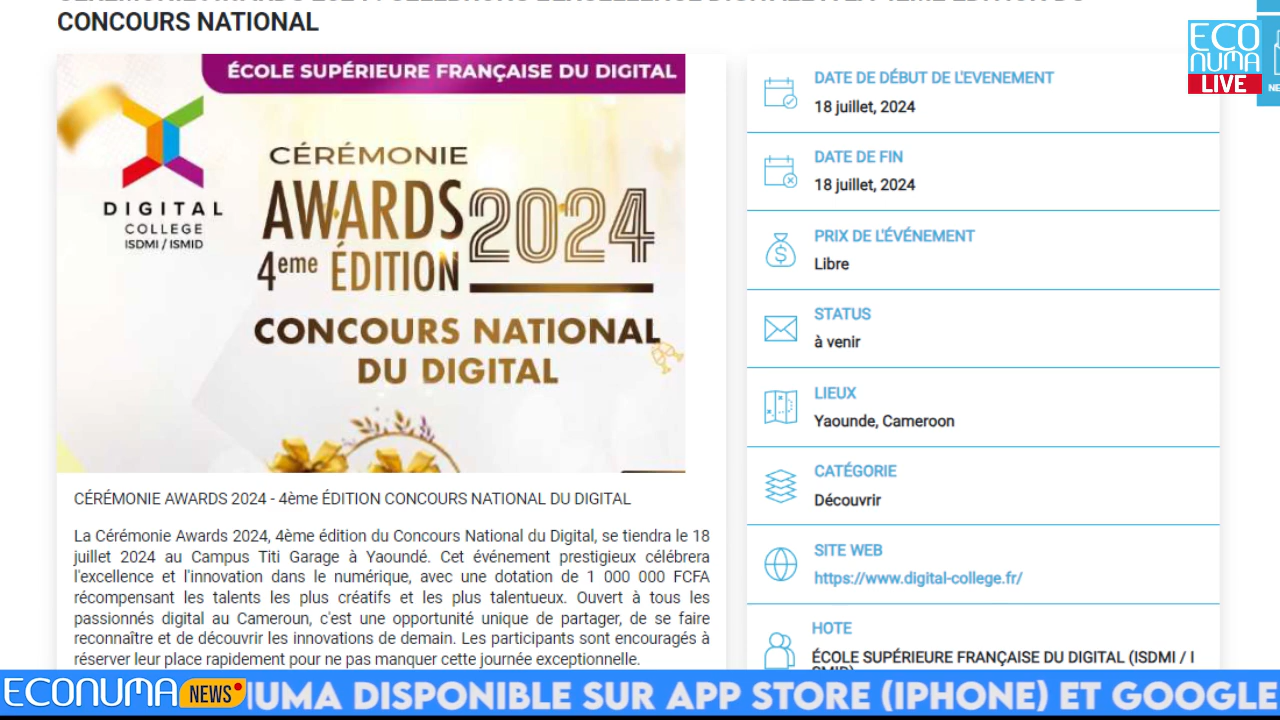 CONCOURS NATIONAL
ÉCOLE SUPÉRIEURE FRANÇAISE DU DIGITAL
DIGITAL
COLLEGE
ISDMI / ISMID
CÉRÉMONIE
AWARDS 2024
4eme ÉDITION
CONCOURS NATIONAL
DU DIGITAL
CÉRÉMONIE AWARDS 2024 - 4ème ÉDITION CONCOURS NATIONAL DU DIGITAL
La Cérémonie Awards 2024, 4ème édition du Concours National du Digital, se tiendra le 18
juillet 2024 au Campus Titi Garage à Yaoundé. Cet événement prestigieux célébrera
l'excellence et l'innovation dans le numérique, avec une dotation de 1 000 000 FCFA
récompensant les talents les plus créatifs et les plus talentueux. Ouvert à tous les
passionnés digital au Cameroun, c'est une opportunité unique de partager, de se faire
reconnaître et de découvrir les innovations de demain. Les participants sont encouragés à
réserver leur place rapidement pour ne pas manquer cette journée exceptionnelle.
DATE DE DÉBUT DE L'EVENEMENT
18 juillet, 2024
DATE DE FIN
18 juillet, 2024
PRIX DE L'ÉVÉNEMENT
Libre
STATUS
à venir
LIEUX
Yaounde, Cameroon
CATÉGORIE
Découvrir
SITE WEB
https://www.digital-college.fr/
HOTE
ÉCOLE SUPÉRIEURE FRANÇAISE DU DIGITAL (ISDMI / I
ECO
NUMA
LIVE
NE
ECONUMA NEWS
NUMA DISPONIBLE SUR APP STORE (IPHONE) ET GOOGLE